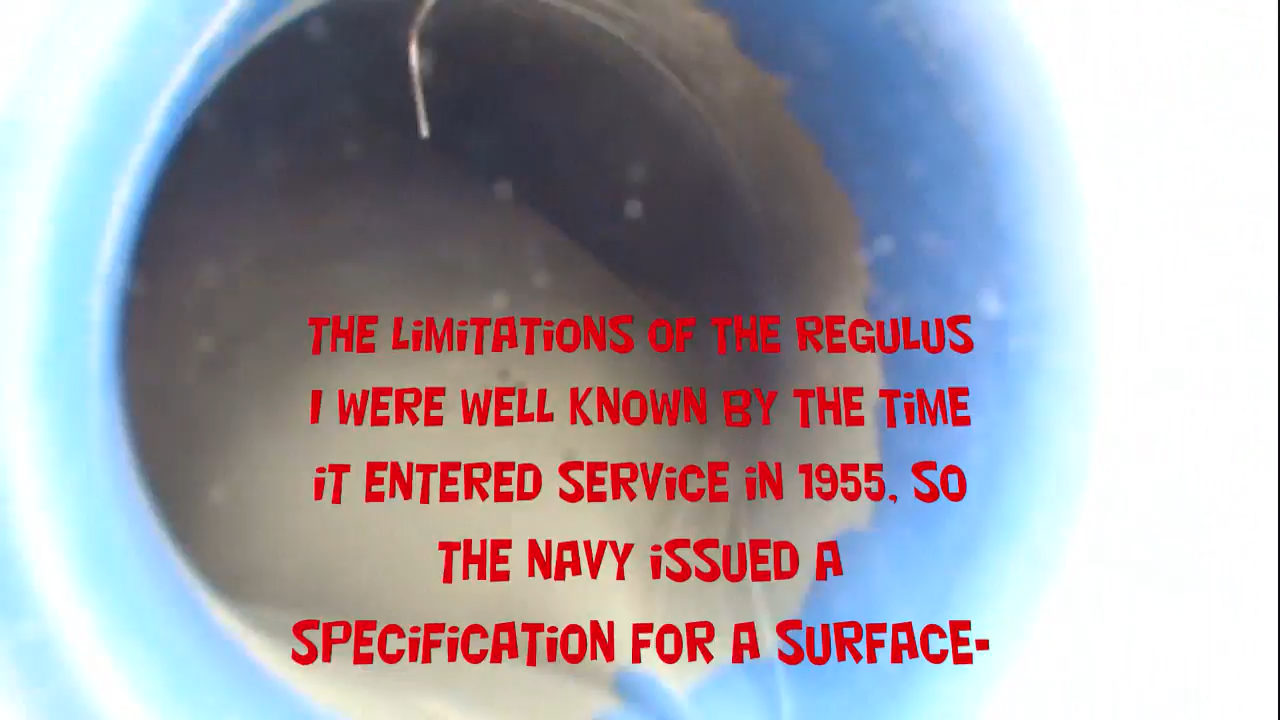 THE LIMITATIONS OF THE REGULUS
I WERE WELL KNOWN BY THE TIME
IT ENTERED SERVICE IN 1955, SO
THE NAVY ISSUED A
SPECIFICATION FOR A SURFACE-